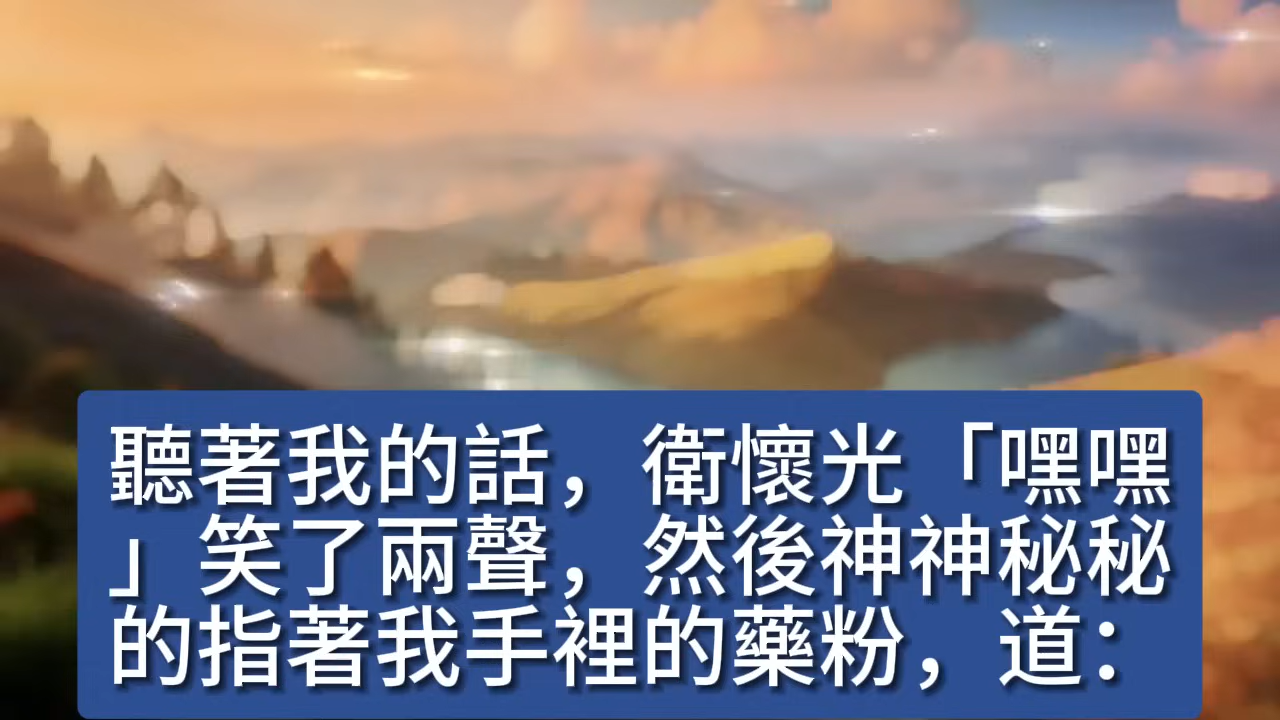 聽著我的話，衛懷光「嘿嘿
」笑了兩聲，然後神神秘秘
的指著我手裡的藥粉，道：